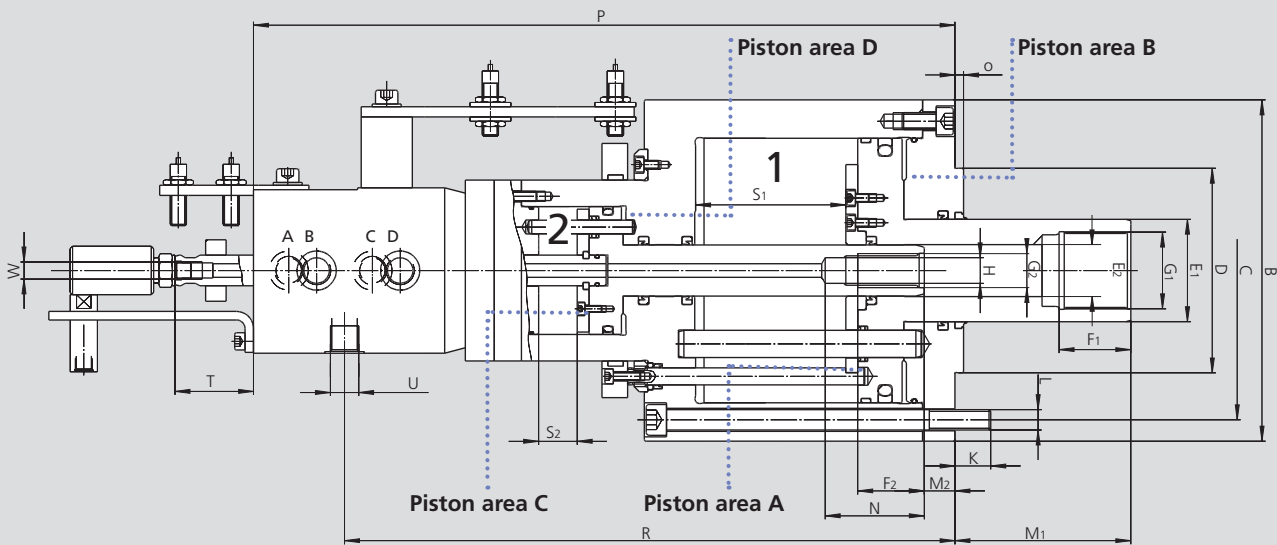 P
Piston area D
Piston area B
O
1
S1
2
A B C D
W
H
G2
E2
G1
E1
D
C
B
F1
T
U
L
S2
K
F2
M2
Piston area C
Piston area A
N
R
M1